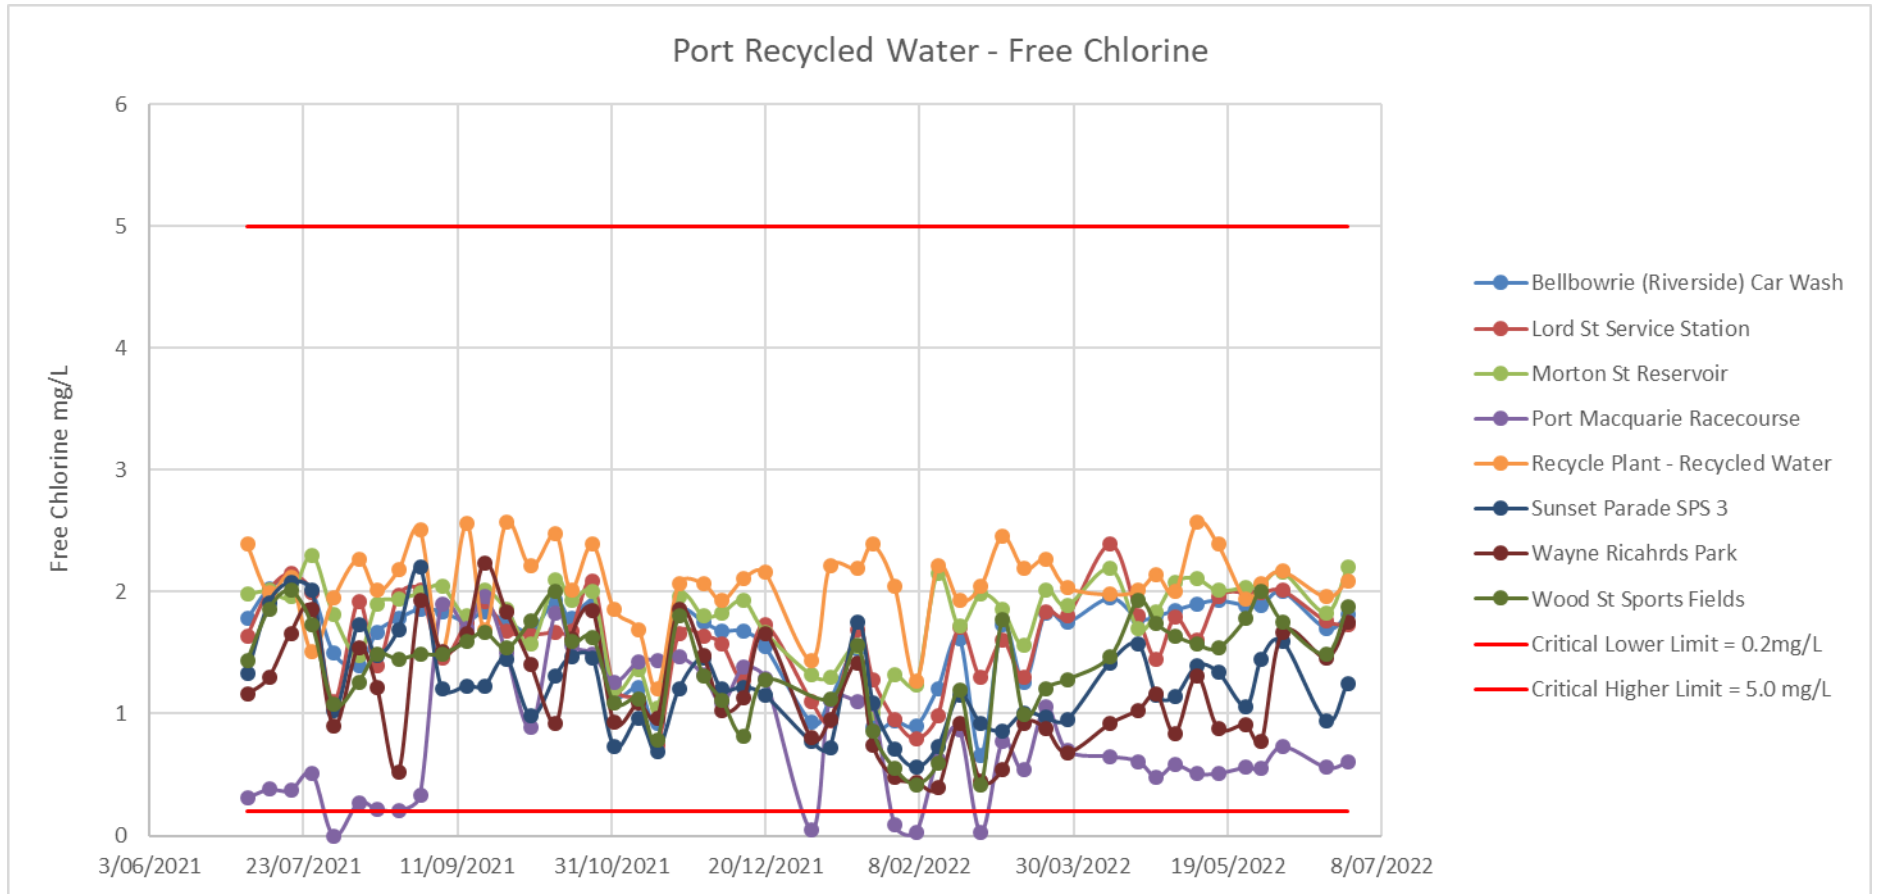 Port Recycled Water - Free Chlorine
6
5
4
3
2
1
0
Free Chlorine mg/L
3/06/2021
23/07/2021
11/09/2021
31/10/2021
20/12/2021
8/02/2022
30/03/2022
19/05/2022
8/07/2022
Bellbowrie (Riverside) Car Wash
Lord St Service Station
Morton St Reservoir
Port Macquarie Racecourse
Recycle Plant - Recycled Water
Sunset Parade SPS 3
Wayne Ricahrds Park
Wood St Sports Fields
Critical Lower Limit = 0.2mg/L
Critical Higher Limit = 5.0 mg/L